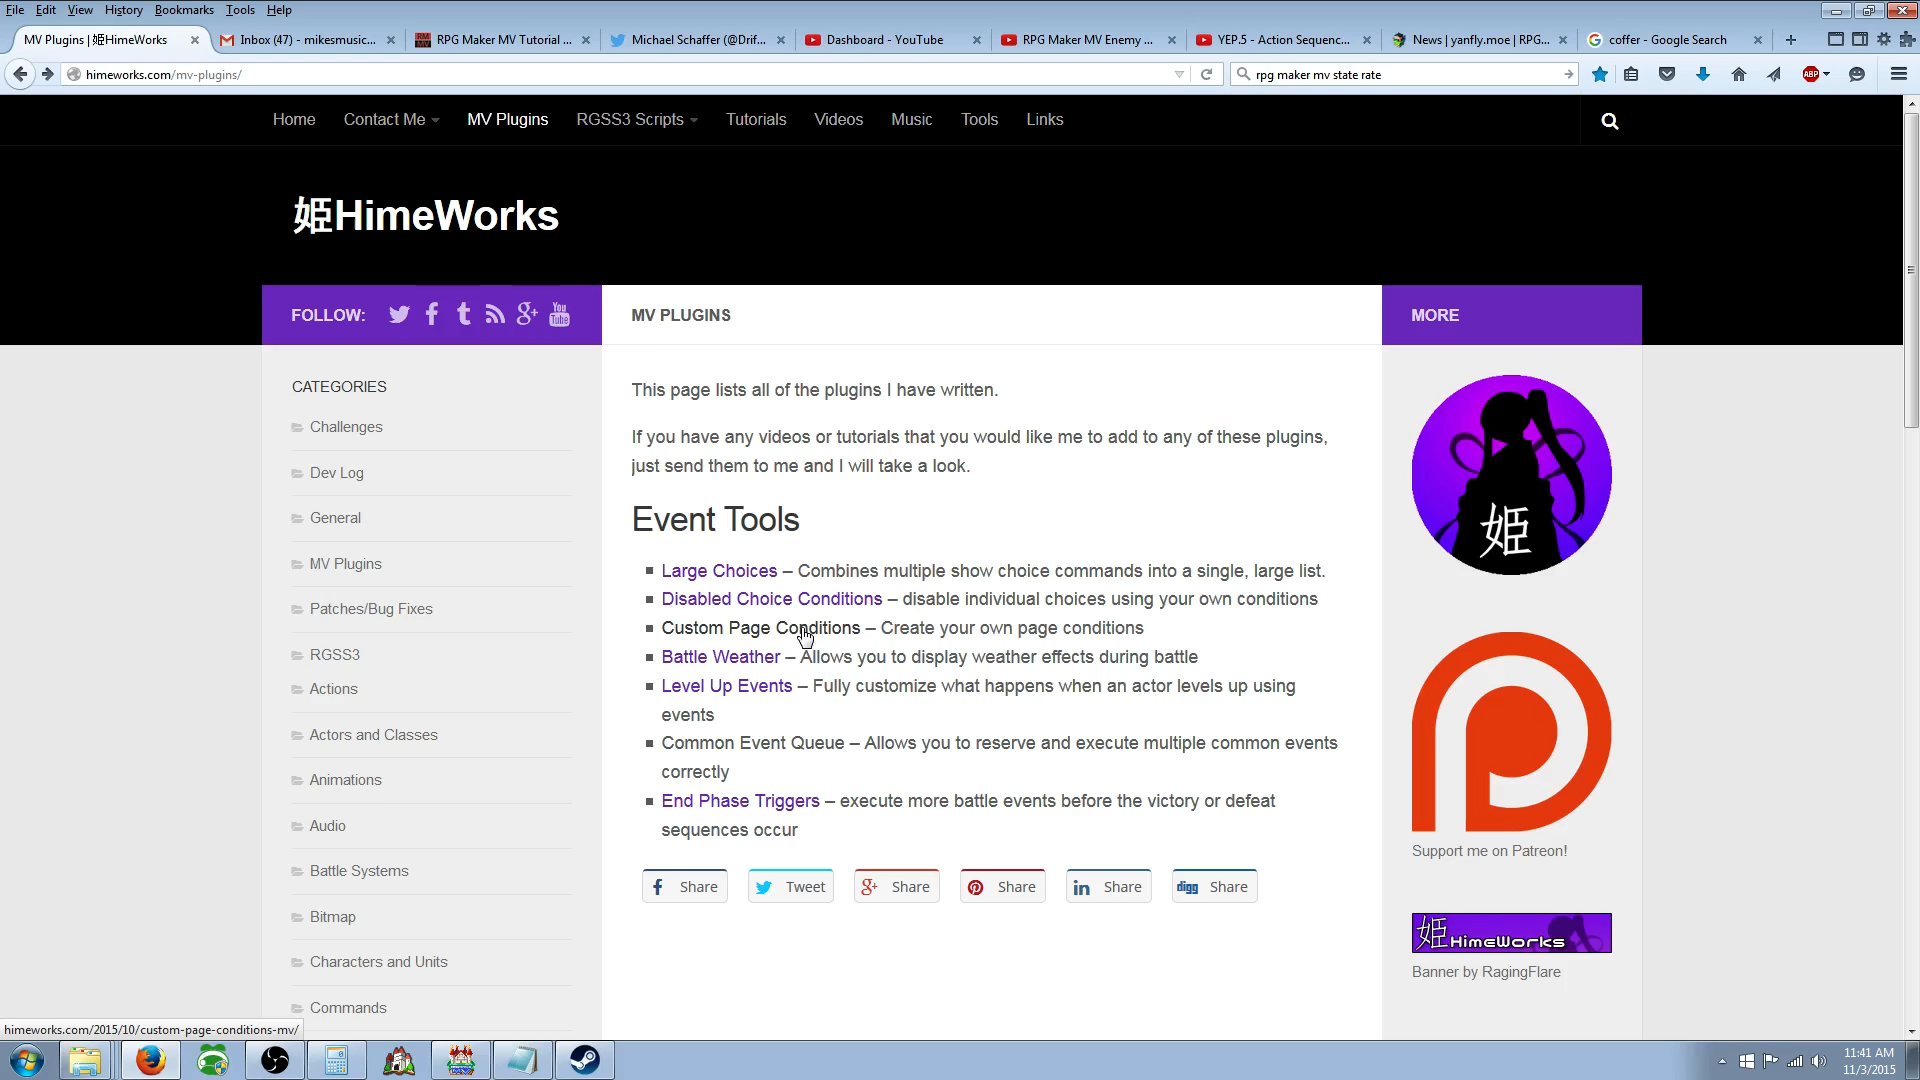 File Edit View History Bookmarks Tools Help
MV Plugins | 姫HimeWorks
Inbox (47) - mikesmusic...
RPG Maker MV Tutorial ...
Michael Schaffer (@Drif...
Dashboard - YouTube
RPG Maker MV Enemy ...
YEP.5 - Action Sequenc...
News | yanfly.moe | RPG...
coffer - Google Search
himeworks.com/mv-plugins/
rpg maker mv state rate
ABP
Home Contact Me MV Plugins RGSS3 Scripts Tutorials Videos Music Tools Links
姫HimeWorks
FOLLOW:
You Tube
MV PLUGINS
MORE
CATEGORIES
Challenges
Dev Log
General
MV Plugins
Patches/Bug Fixes
RGSS3
Actions
Actors and Classes
Animations
Audio
Battle Systems
Bitmap
Characters and Units
Commands
This page lists all of the plugins I have written.
If you have any videos or tutorials that you would like me to add to any of these plugins,
just send them to me and I will take a look.
Event Tools
Large Choices – Combines multiple show choice commands into a single, large list.
Disabled Choice Conditions – disable individual choices using your own conditions
Custom Page Conditions – Create your own page conditions
Battle Weather – Allows you to display weather effects during battle
Level Up Events – Fully customize what happens when an actor levels up using
events
Common Event Queue – Allows you to reserve and execute multiple common events
correctly
End Phase Triggers – execute more battle events before the victory or defeat
sequences occur
Share Tweet Share Share Share digg Share
姫
Support me on Patreon!
姫HimeWorks
Banner by RagingFlare
himeworks.com/2015/10/custom-page-conditions-mv/
11:41 AM
11/3/2015